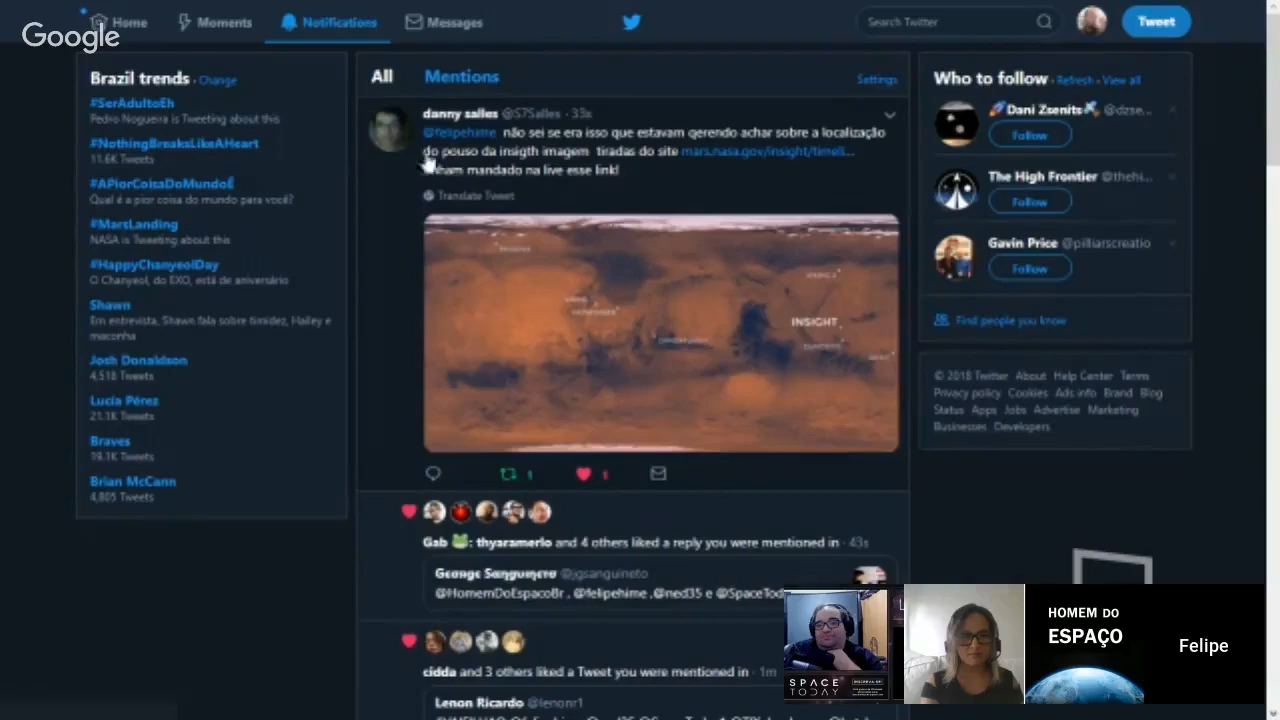 Home
Moments
Notifications
Messages
Search Twitter
Tweet
Google
Brazil trends · Change
#SerAdultoEh
Pedro Nogueira is Tweeting about this
#NothingBreaksLikeAHeart
11.6K Tweets
#APiorCoisaDoMundoÉ
Qual é a pior coisa do mundo para você?
#MarsLanding
NASA is Tweeting about this
#HappyChanyeolDay
O Chanyeol, do EXO, está de aniversário
Shawn
Em entrevista, Shawn fala sobre timidez, Hailey e
maconha
Josh Donaldson
4,518 Tweets
Lucía Pérez
21.1K Tweets
Braves
19.1K Tweets
Brian McCann
4,805 Tweets
All
Mentions
Settings
danny salles @S7Salles · 33s
@felipehime não sei se era isso que estavam qerendo achar sobre a localização
do pouso da insigth imagem tiradas do site mars.nasa.gov/insight/timeli...
mandado na live esse link!
Translate Tweet
INSIGHT
1
1
Gab : thyaramerlo and 4 others liked a reply you were mentioned in · 43s
George Sanguinero @jgsanguineto
@HomemDoEspacoBr , @felipehime ,@ned35 e @SpaceTod
cidda and 3 others liked a Tweet you were mentioned in · 1m
Lenon Ricardo @lenonr1
Who to follow · Refresh · View all
Dani Zsenits @dzse...
Follow
The High Frontier @thehi...
Follow
Gavin Price @pilliarscreatio
Follow
Find people you know
© 2018 Twitter About Help Center Terms
Privacy policy Cookies Ads info Brand Blog
Status Apps Jobs Advertise Marketing
Businesses Developers
SPACE
TODAY
INSCREVA-SE!
HOMEM DO
ESPAÇO
Felipe